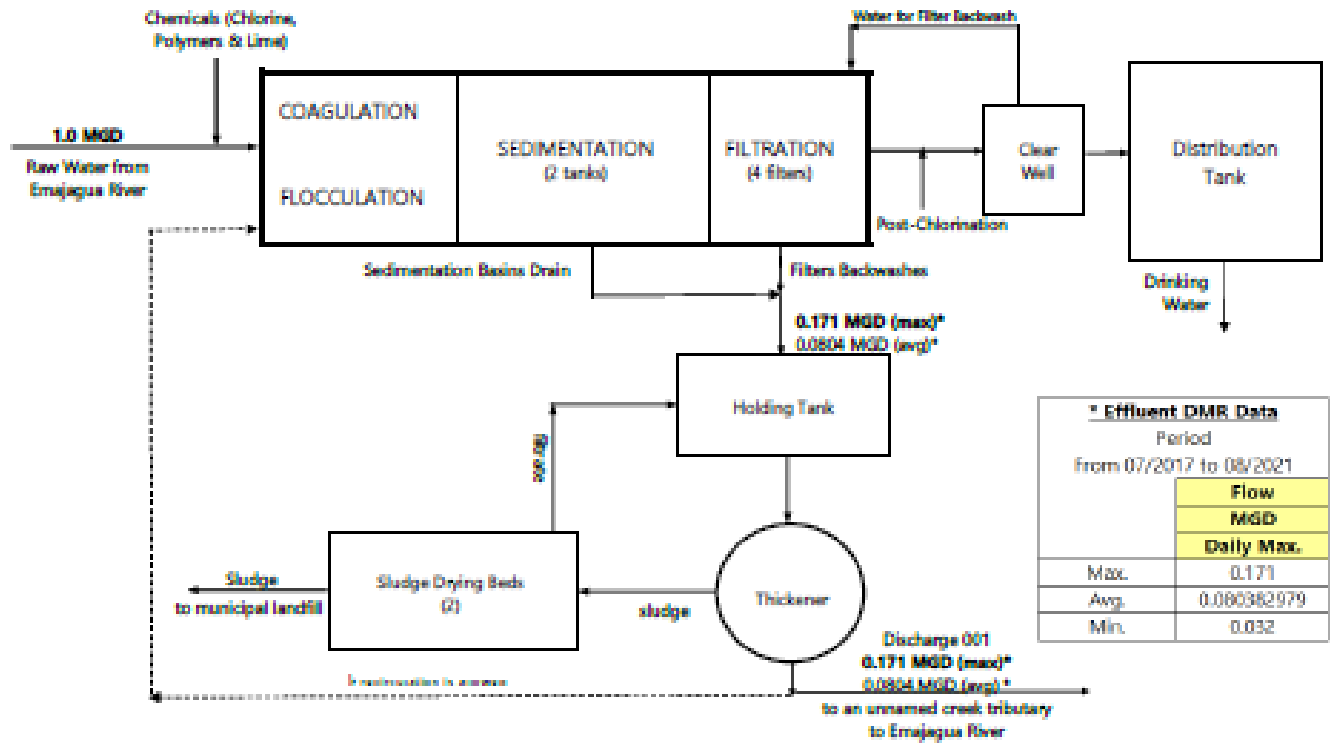 Chemicals (Chlorine,
Polymers & Lime)
Water for Filter Backwash
1.0 MGD
Raw Water from
Emajagua River
COAGULATION
FLOCCULATION
SEDIMENTATION
(2 tanks)
FILTRATION
(4 filters)
Clear
Well
Distribution
Tank
Post-Chlorination
Sedimentation Basins Drain
Filters Backwashes
Drinking
Water
0.171 MGD (max)*
0.0804 MGD (avg)*
Holding Tank
* Effluent DMR Data
Period
From 07/2017 to 08/2021
Flow
MGD
Daily Max.
Max. 0.171
Avg. 0.080382979
Min. 0.032
Sludge
to municipal landfill
Sludge Drying Beds
(2)
sludge
Thickener
Discharge 001
0.171 MGD (max)*
0.0804 MGD (avg) *
to an unnamed creek tributary
to Emajagua River